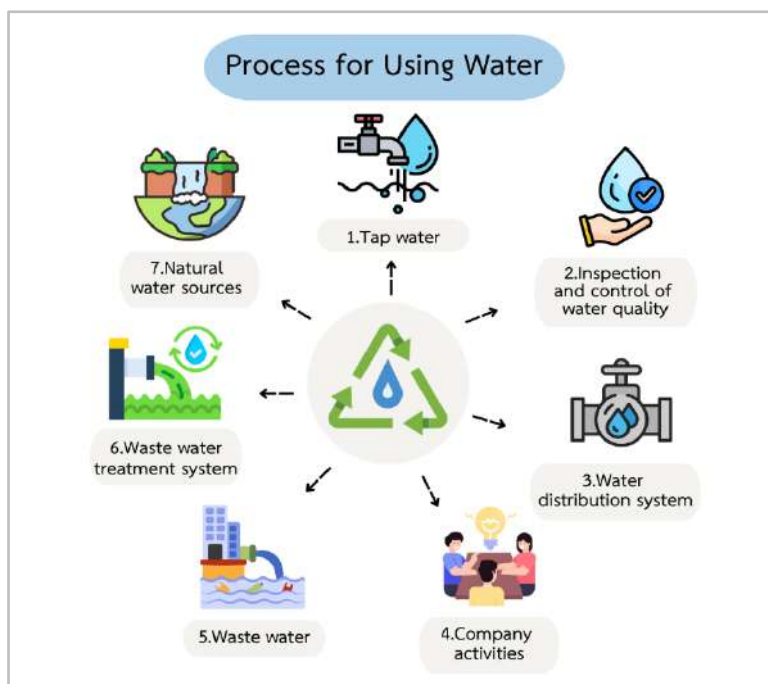 Process for Using Water
1.Tap water
2.Inspection
and control of
water quality
3.Water
distribution system
4.Company
activities
5.Waste water
6.Waste water
treatment system
7.Natural
water sources